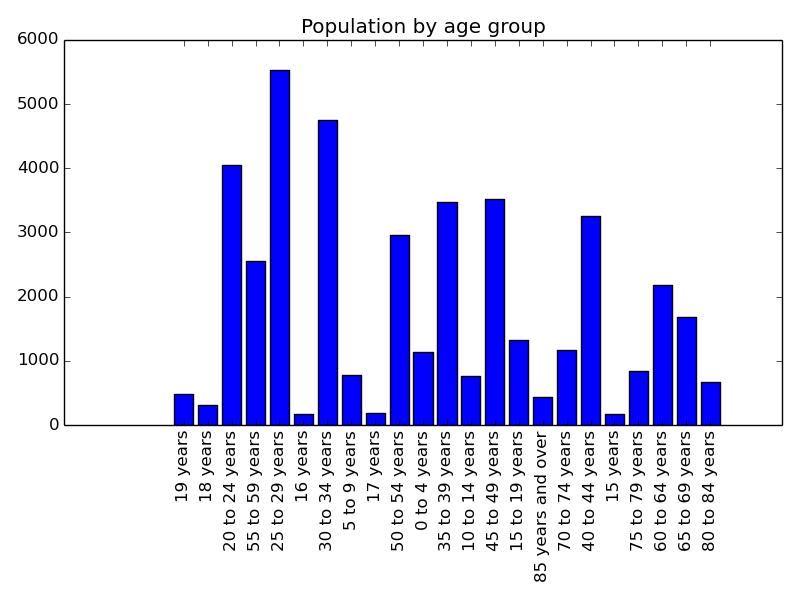 Population by age group
6000
5000
4000
3000
2000
1000
0
19 years
18 years
20 to 24 years
55 to 59 years
25 to 29 years
16 years
30 to 34 years
5 to 9 years
17 years
50 to 54 years
0 to 4 years
35 to 39 years
10 to 14 years
45 to 49 years
15 to 19 years
85 years and over
70 to 74 years
40 to 44 years
15 years
75 to 79 years
60 to 64 years
65 to 69 years
80 to 84 years